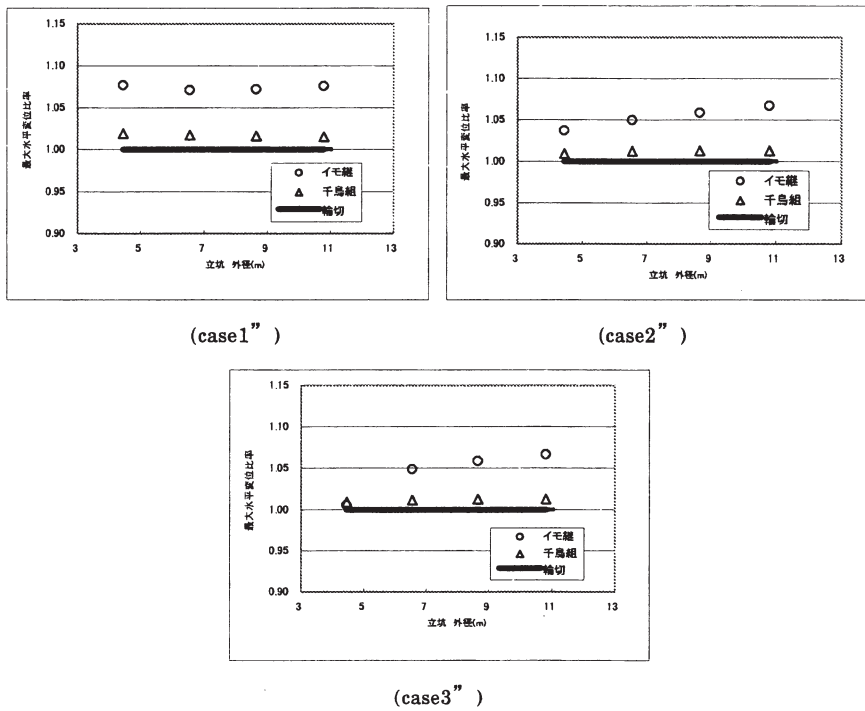 1.15
1.10
1.05
1.00
0.95
0.90
最大水平変位比率
イモ継
千鳥組
輪切
3
5
7
9
11
13
立坑 外径(m)
(case1")
1.15
1.10
1.05
1.00
0.95
0.90
最大水平変位比率
イモ継
千鳥組
輪切
3
5
7
9
11
13
立坑 外径(m)
(case2")
1.15
1.10
1.05
1.00
0.95
0.90
最大水平変位比率
イモ継
千鳥組
輪切
3
5
7
9
11
13
立坑 外径(m)
(case3")